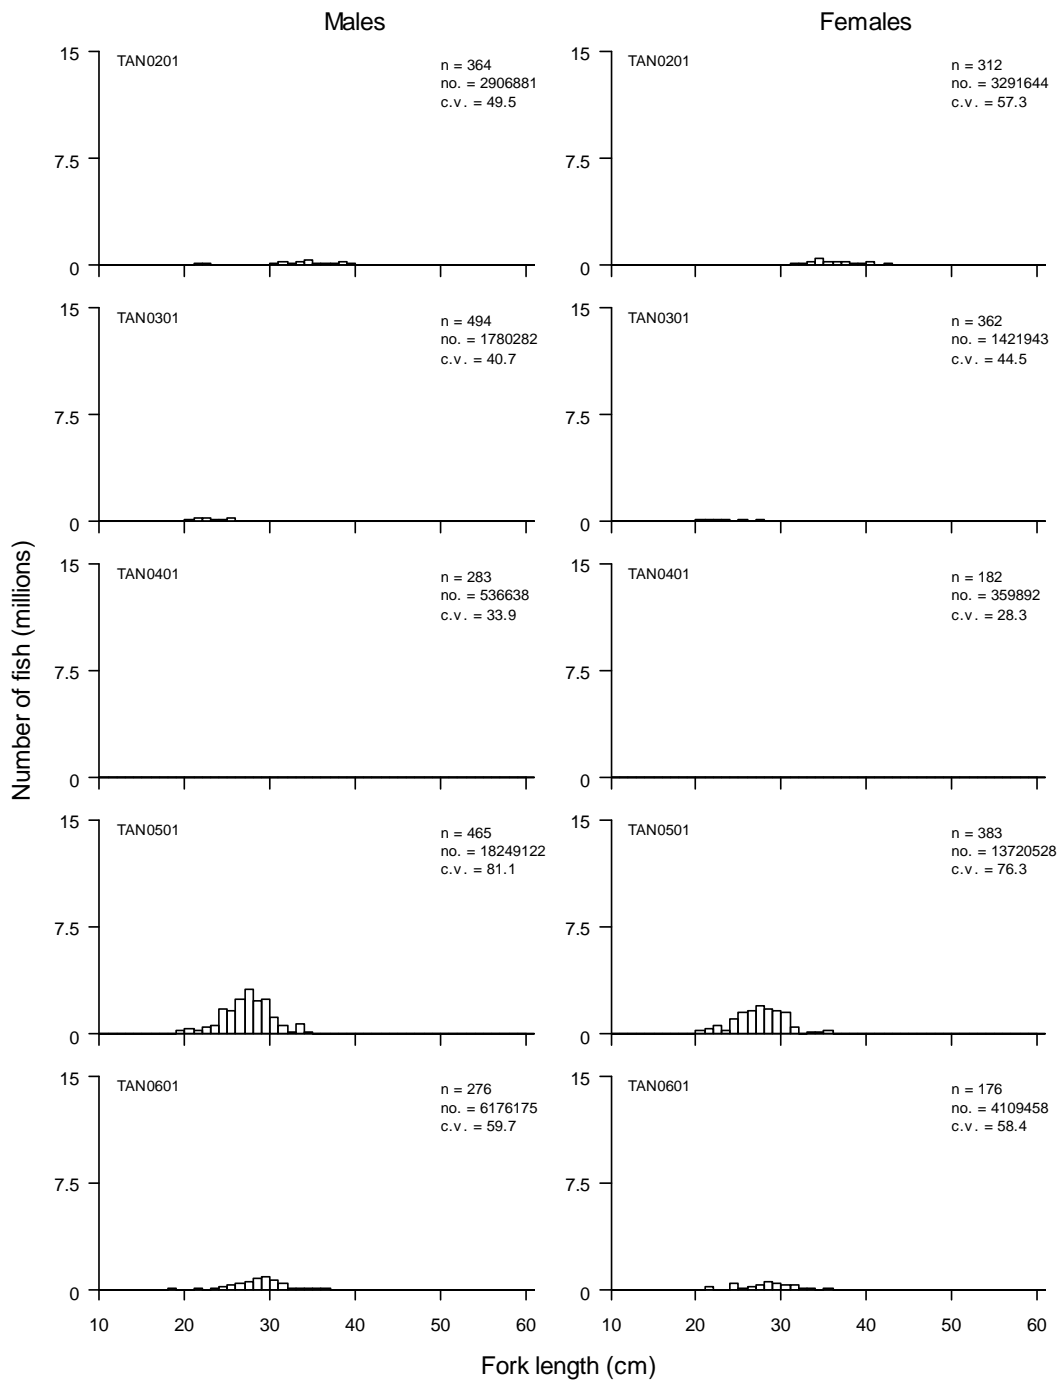 Males
Females
15
TAN0201
n = 364
no. = 2906881
c.v. = 49.5
7.5
0
TAN0201
n = 312
no. = 3291644
c.v. = 57.3
15
7.5
0
15
TAN0301
n = 494
no. = 1780282
c.v. = 40.7
7.5
0
15
TAN0301
n = 362
no. = 1421943
c.v. = 44.5
7.5
0
15
TAN0401
n = 283
no. = 536638
c.v. = 33.9
7.5
0
15
TAN0401
n = 182
no. = 359892
c.v. = 28.3
7.5
0
15
TAN0501
n = 465
no. = 18249122
c.v. = 81.1
7.5
0
15
TAN0501
n = 383
no. = 13720528
c.v. = 76.3
7.5
0
15
TAN0601
n = 276
no. = 6176175
c.v. = 59.7
7.5
0
15
TAN0601
n = 176
no. = 4109458
c.v. = 58.4
7.5
0
10 20 30 40 50 60
10 20 30 40 50 60
Number of fish (millions)
Fork length (cm)